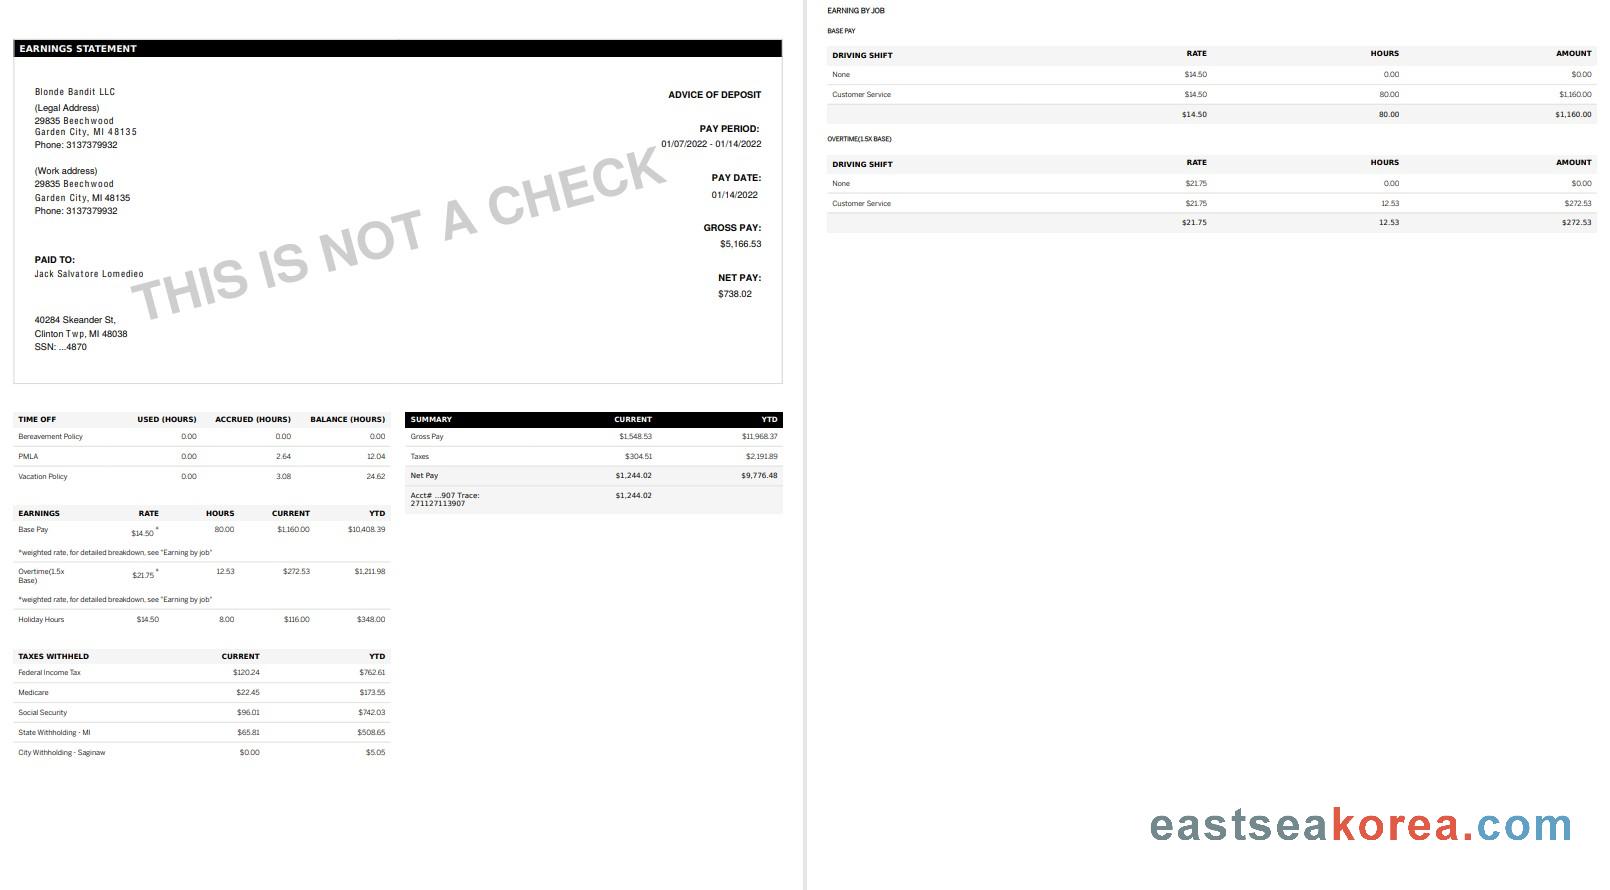 EARNINGS STATEMENT
Blonde Bandit LLC
(Legal Address)
29835 Beechwood
Garden City, MI 48135
Phone: 3137379932
(Work address)
29835 Beechwood
Garden City, MI 48135
Phone: 3137379932
PAID TO:
Jack Salvatore Lomedieo
40284 Skeander St,
Clinton Twp, MI 48038
SSN: ...4870
THIS IS NOT A CHECK
ADVICE OF DEPOSIT
PAY PERIOD:
01/07/2022 - 01/14/2022
PAY DATE:
01/14/2022
GROSS PAY:
$5,166.53
NET PAY:
$738.02
TIME OFF USED (HOURS) ACCRUED (HOURS) BALANCE (HOURS)
Bereavement Policy 0.00 0.00 0.00
PMLA 0.00 2.64 12.04
Vacation Policy 0.00 3.08 24.62
EARNINGS RATE HOURS CURRENT YTD
Base Pay $14.50 * 80.00 $1,160.00 $10,408.39
*weighted rate, for detailed breakdown, see "Earning by job"
Overtime(1.5x $21.75 * 12.53 $272.53 $1,211.98
Base)
*weighted rate, for detailed breakdown, see "Earning by job"
Holiday Hours $14.50 8.00 $116.00 $348.00
TAXES WITHHELD CURRENT YTD
Federal Income Tax $120.24 $762.61
Medicare $22.45 $173.55
Social Security $96.01 $742.03
State Withholding - MI $65.81 $508.65
City Withholding - Saginaw $0.00 $5.05
SUMMARY CURRENT YTD
Gross Pay $1,548.53 $11,968.37
Taxes $304.51 $2,191.89
Net Pay $1,244.02 $9,776.48
Acct# ...907 Trace: $1,244.02
271127113907
EARNING BY JOB
BASE PAY
DRIVING SHIFT RATE HOURS AMOUNT
None $14.50 0.00 $0.00
Customer Service $14.50 80.00 $1,160.00
$14.50 80.00 $1,160.00
OVERTIME(1.5X BASE)
DRIVING SHIFT RATE HOURS AMOUNT
None $21.75 0.00 $0.00
Customer Service $21.75 12.53 $272.53
$21.75 12.53 $272.53
eastseakorea.com